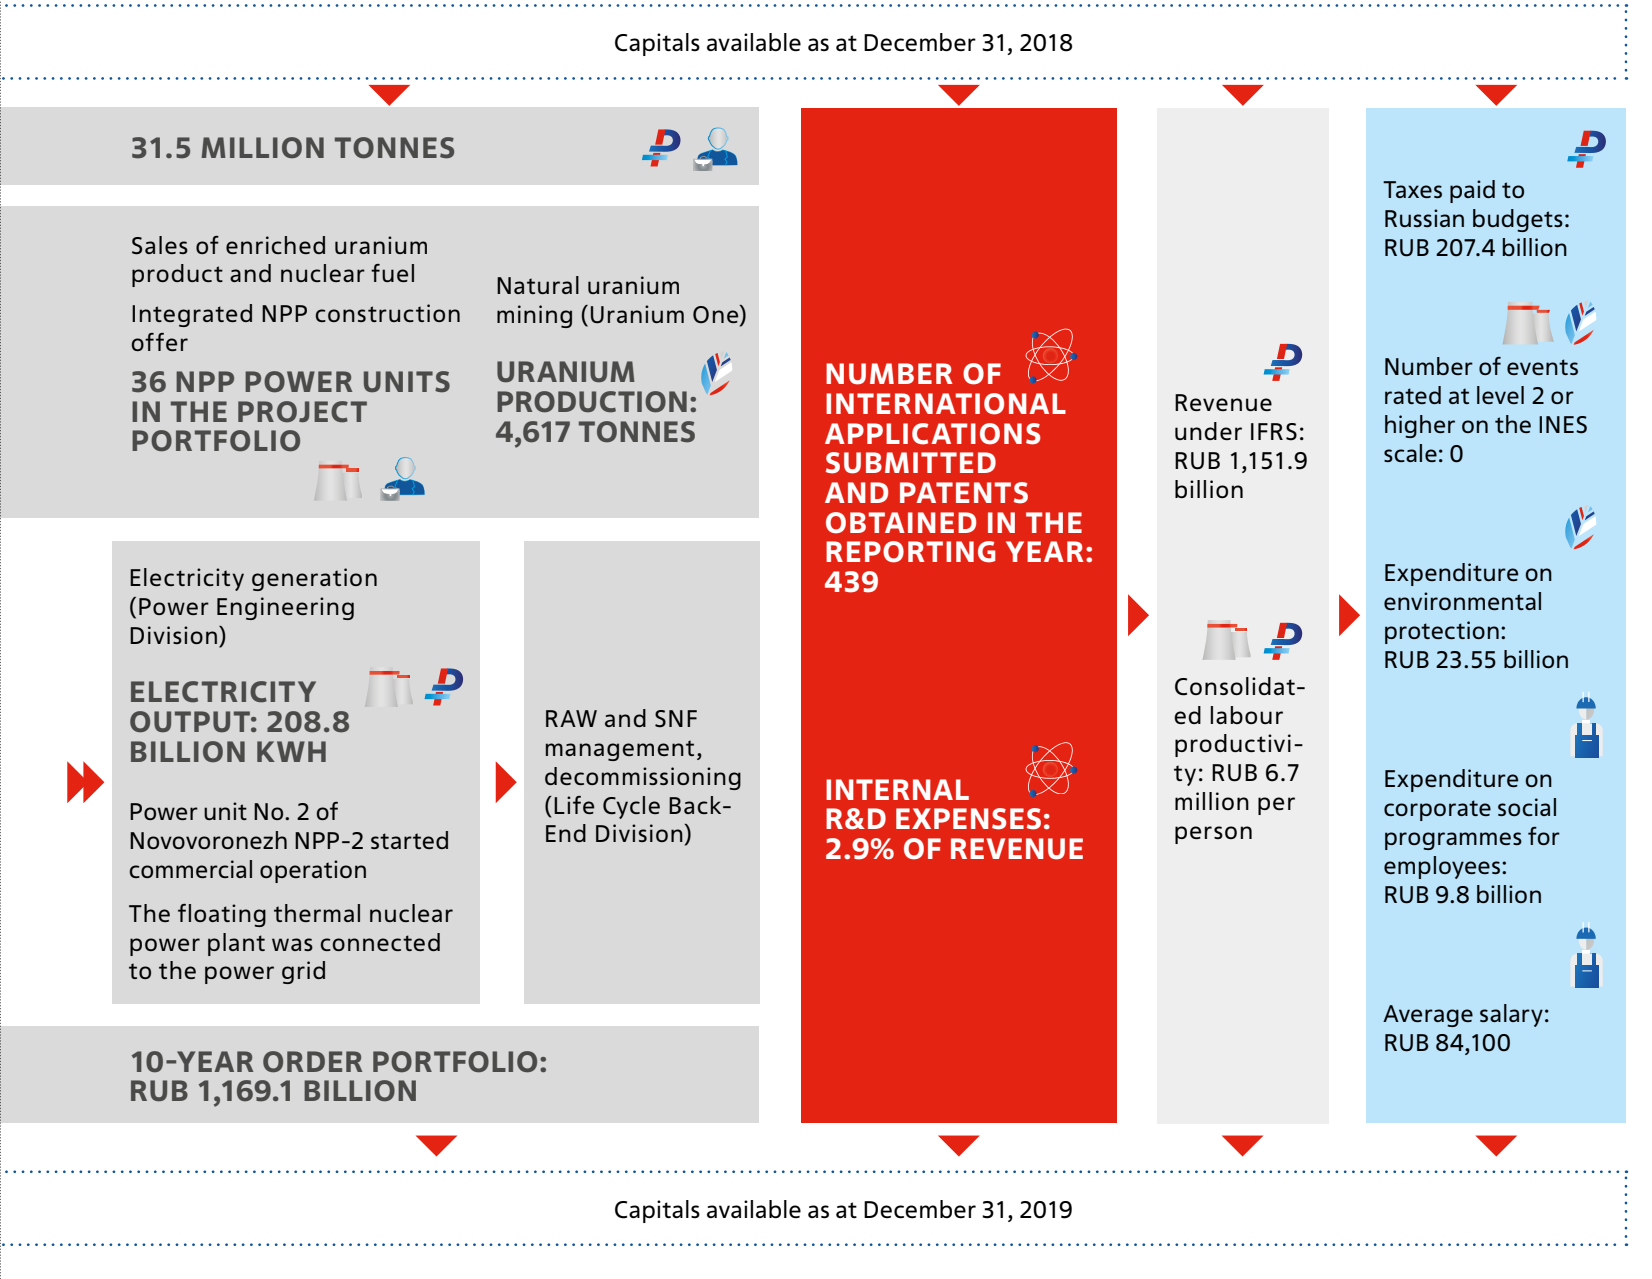 Capitals available as at December 31, 2018
31.5 MILLION TONNES
Sales of enriched uranium
product and nuclear fuel
Integrated NPP construction
offer
36 NPP POWER UNITS
IN THE PROJECT
PORTFOLIO
Natural uranium
mining (Uranium One)
URANIUM
PRODUCTION:
4,617 TONNES
Electricity generation
(Power Engineering
Division)
ELECTRICITY
OUTPUT: 208.8
BILLION KWH
Power unit No. 2 of
Novovoronezh NPP-2 started
commercial operation
The floating thermal nuclear
power plant was connected
to the power grid
RAW and SNF
management,
decommissioning
(Life Cycle Back-
End Division)
10-YEAR ORDER PORTFOLIO:
RUB 1,169.1 BILLION
NUMBER OF
INTERNATIONAL
APPLICATIONS
SUBMITTED
AND PATENTS
OBTAINED IN THE
REPORTING YEAR:
439
INTERNAL
R&D EXPENSES:
2.9% OF REVENUE
Revenue
under IFRS:
RUB 1,151.9
billion
Consolidat-
ed labour
productivi-
ty: RUB 6.7
million per
person
Taxes paid to
Russian budgets:
RUB 207.4 billion
Number of events
rated at level 2 or
higher on the INES
scale: 0
Expenditure on
environmental
protection:
RUB 23.55 billion
Expenditure on
corporate social
programmes for
employees:
RUB 9.8 billion
Average salary:
RUB 84,100
Capitals available as at December 31, 2019